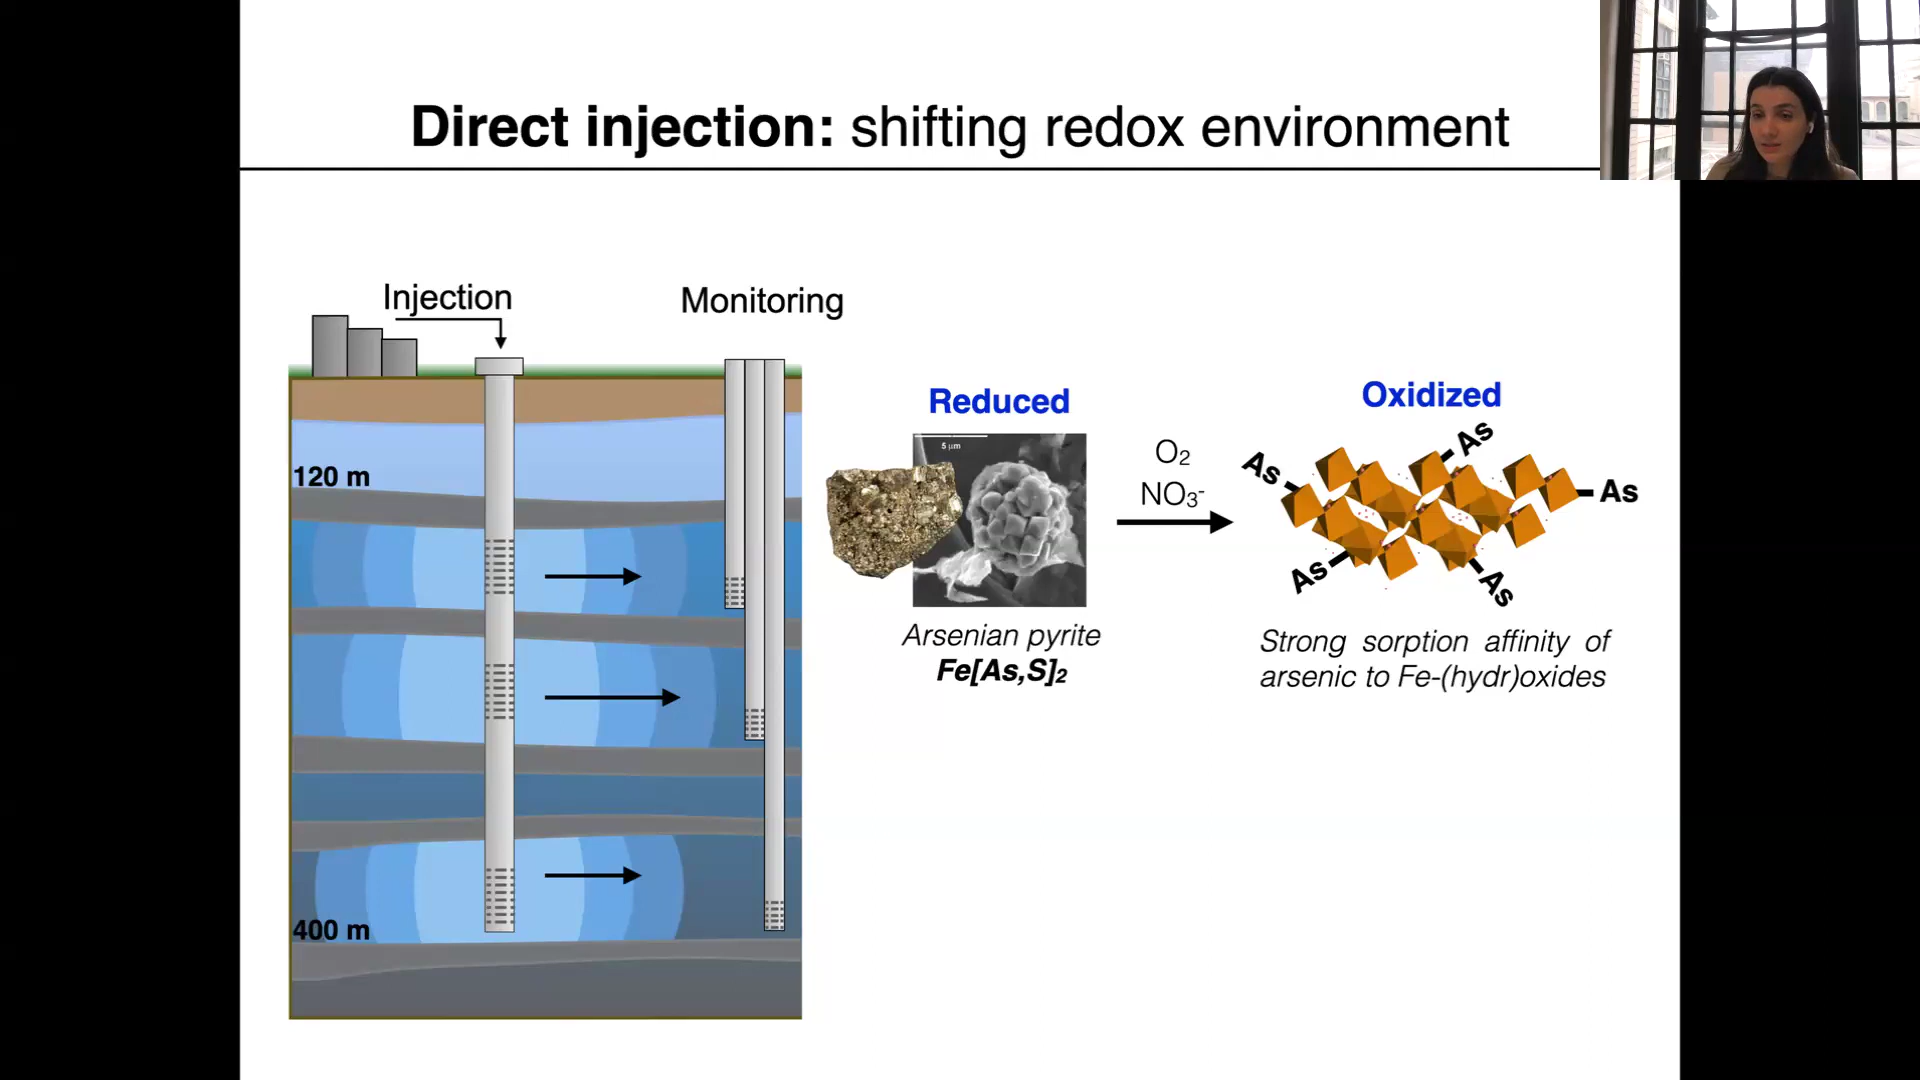 Direct injection: shifting redox environment
Injection
Monitoring
120 m
400 m
Reduced
5 µm
Arsenian pyrite
Fe[As,S]₂
O₂
NO₃⁻
Oxidized
As
As
As
As
As
Strong sorption affinity of
arsenic to Fe-(hydr)oxides